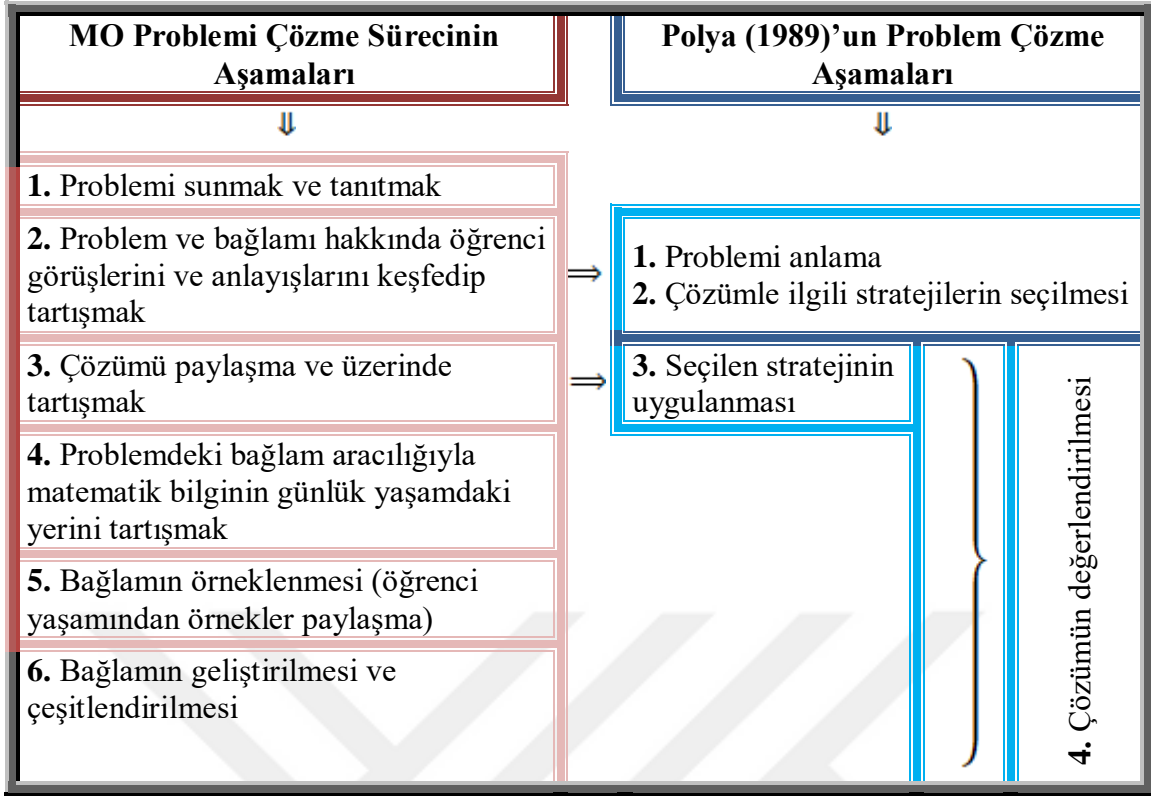 MO Problemi Çözme Sürecinin
Aşamaları
Polya (1989)’un Problem Çözme
Aşamaları
⇓
⇓
1. Problemi sunmak ve tanıtmak
2. Problem ve bağlamı hakkında öğrenci
görüşlerini ve anlayışlarını keşfedip
tartışmak
⇒
1. Problemi anlama
2. Çözümle ilgili stratejilerin seçilmesi
3. Çözümü paylaşma ve üzerinde
tartışmak
⇒
3. Seçilen stratejinin
uygulanması
4. Problemdeki bağlam aracılığıyla
matematik bilginin günlük yaşamdaki
yerini tartışmak
5. Bağlamın örneklenmesi (öğrenci
yaşamından örnekler paylaşma)
6. Bağlamın geliştirilmesi ve
çeşitlendirilmesi
4. Çözümün değerlendirilmesi